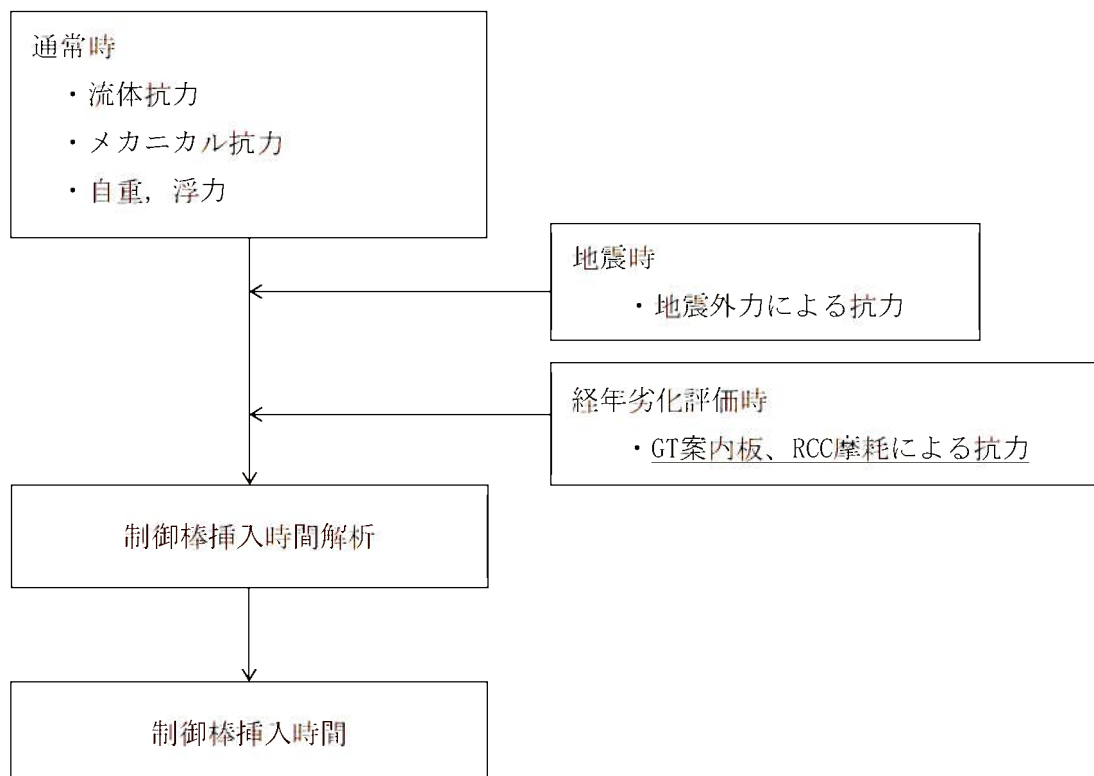 通常時
・流体抗力
・メカニカル抗力
・自重，浮力
地震時
・地震外力による抗力
経年劣化評価時
・GT案内板、RCC摩耗による抗力
制御棒挿入時間解析
制御棒挿入時間